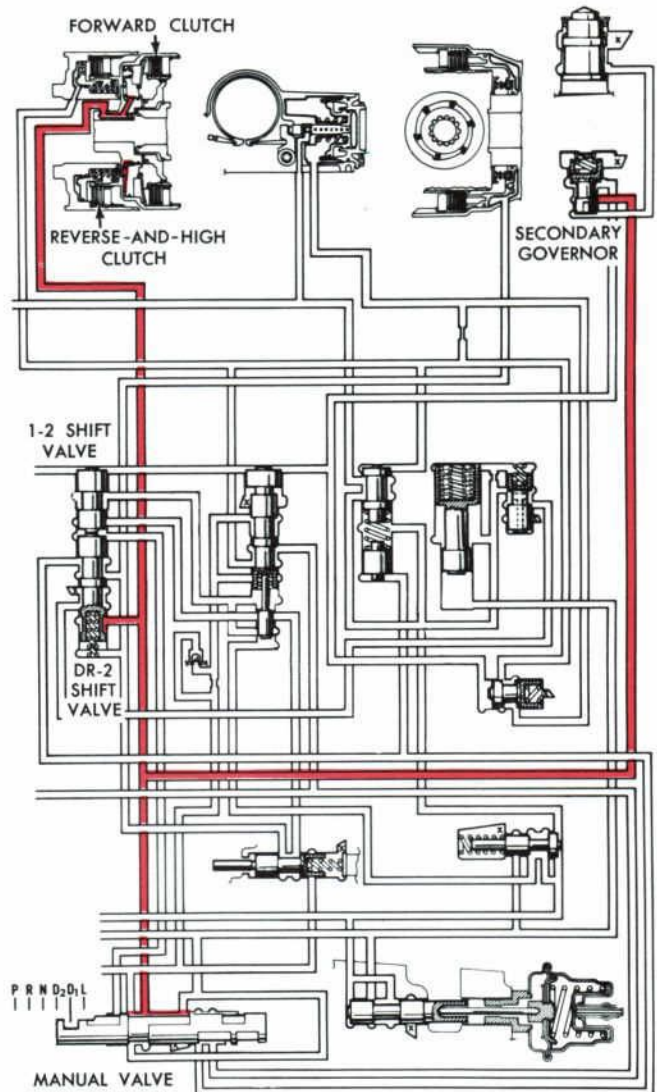 FORWARD CLUTCH
REVERSE-AND-HIGH
CLUTCH
X
X
SECONDARY
GOVERNOR
1-2 SHIFT
VALVE
DR-2
SHIFT
VALVE
X
P R N D2 D1 L
MANUAL VALVE